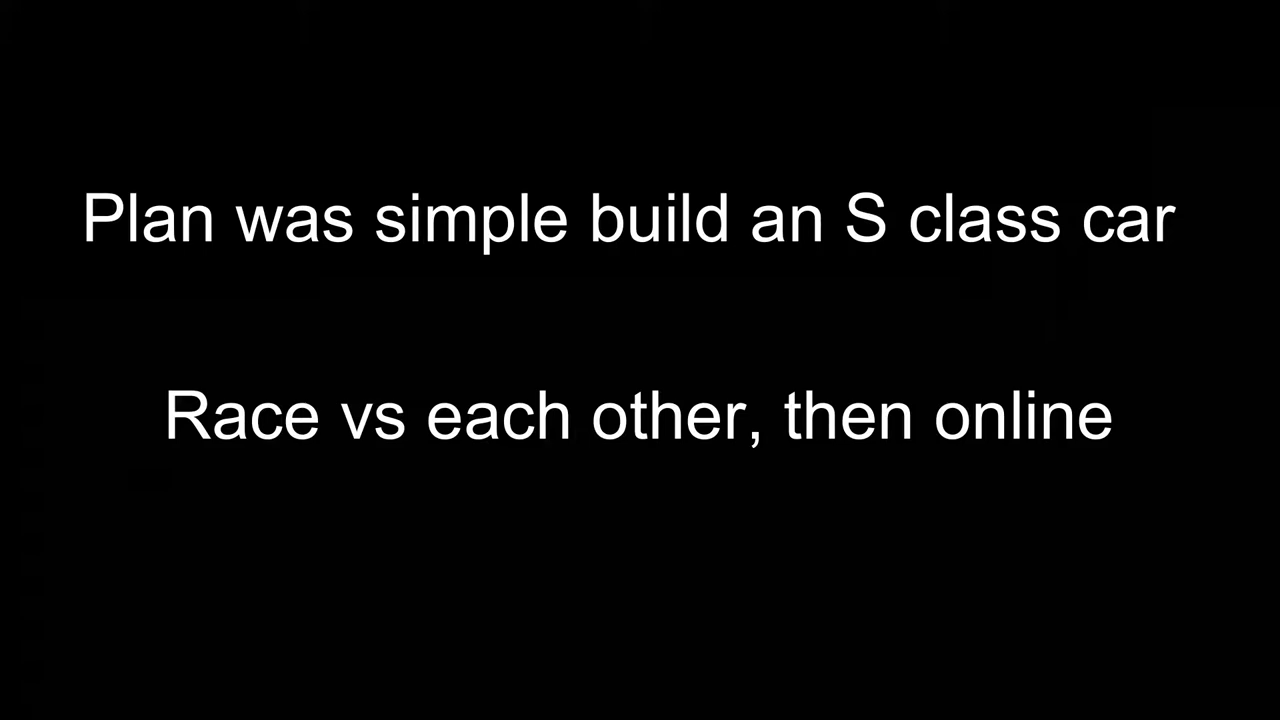 Plan was simple build an S class car
Race vs each other, then online